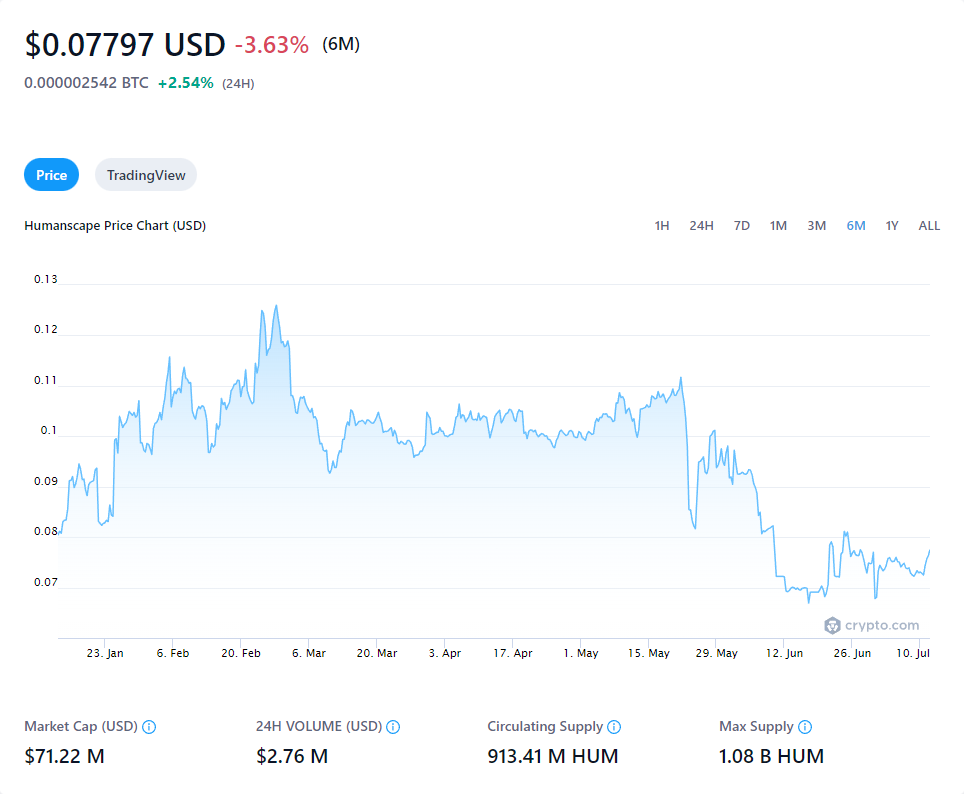 $0.07797 USD -3.63% (6M)
0.000002542 BTC +2.54% (24H)
Price TradingView
Humanscape Price Chart (USD) 1H 24H 7D 1M 3M 6M 1Y ALL
0.13
0.12
0.11
0.1
0.09
0.08
0.07
crypto.com
23. Jan 6. Feb 20. Feb 6. Mar 20. Mar 3. Apr 17. Apr 1. May 15. May 29. May 12. Jun 26. Jun 10. Jul
Market Cap (USD) 24H VOLUME (USD) Circulating Supply Max Supply
$71.22 M $2.76 M 913.41 M HUM 1.08 B HUM